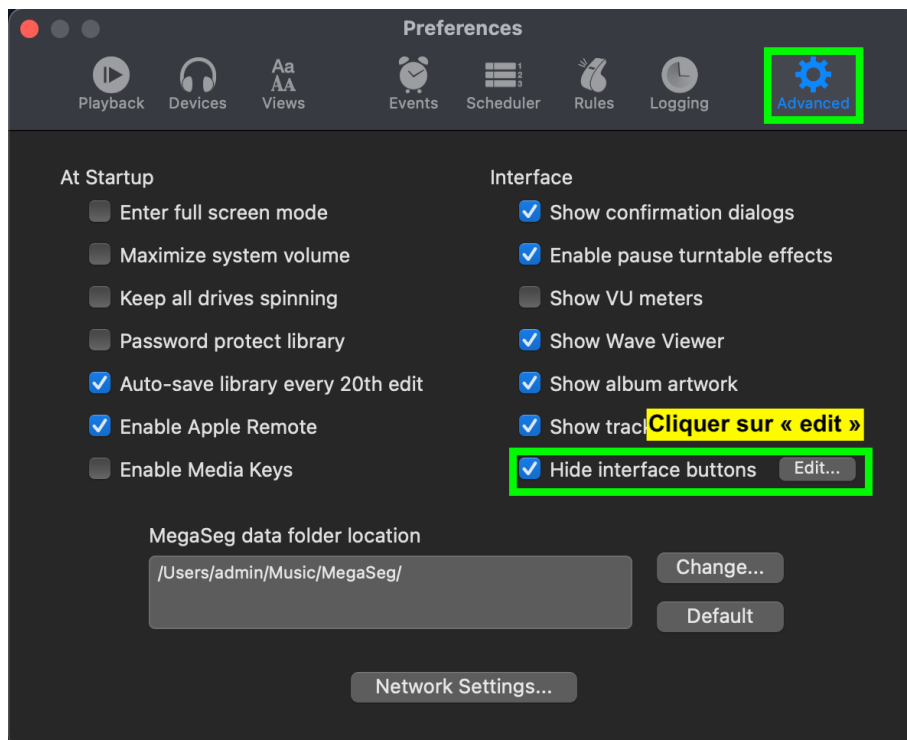 Preferences
Aa
AA
1
2
3
Playback Devices Views Events Scheduler Rules Logging Advanced
At Startup
Enter full screen mode
Maximize system volume
Keep all drives spinning
Password protect library
Auto-save library every 20th edit
Enable Apple Remote
Enable Media Keys
Interface
Show confirmation dialogs
Enable pause turntable effects
Show VU meters
Show Wave Viewer
Show album artwork
Show Cliquer sur « edit »
Hide interface buttons Edit...
MegaSeg data folder location
/Users/admin/Music/MegaSeg/
Change...
Default
Network Settings...